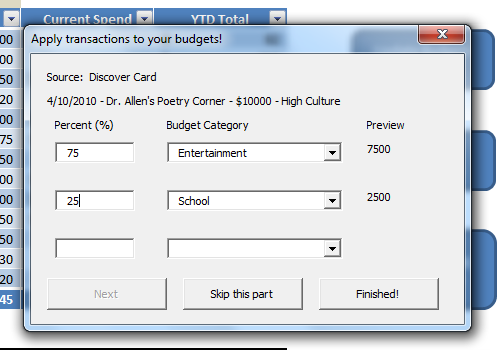 Current Spend YTD Total
Apply transactions to your budgets!
Source: Discover Card
4/10/2010 - Dr. Allen's Poetry Corner - $10000 - High Culture
Percent (%) Budget Category Preview
75 Entertainment 7500
25 School 2500
Next Skip this part Finished!
00
00
50
20
00
75
50
00
00
50
50
30
20
45